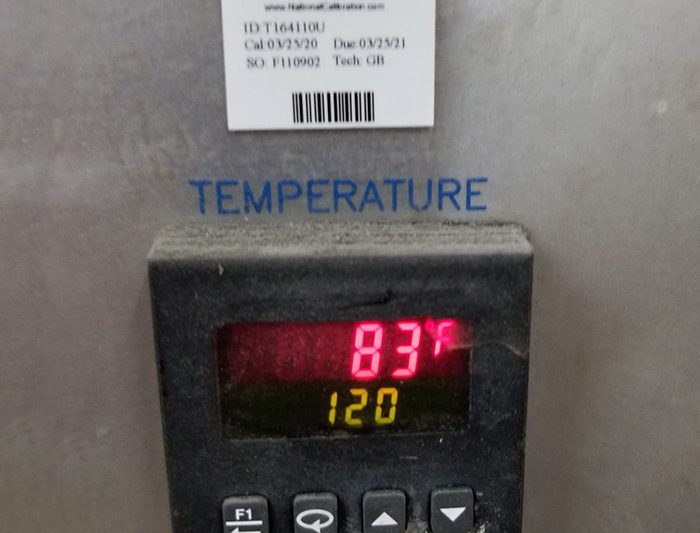 www.NationalCalibration.com
ID:T164110U
Cal:03/25/20 Due:03/25/21
SO: F110902 Tech: GB
TEMPERATURE
83°F
120
F1